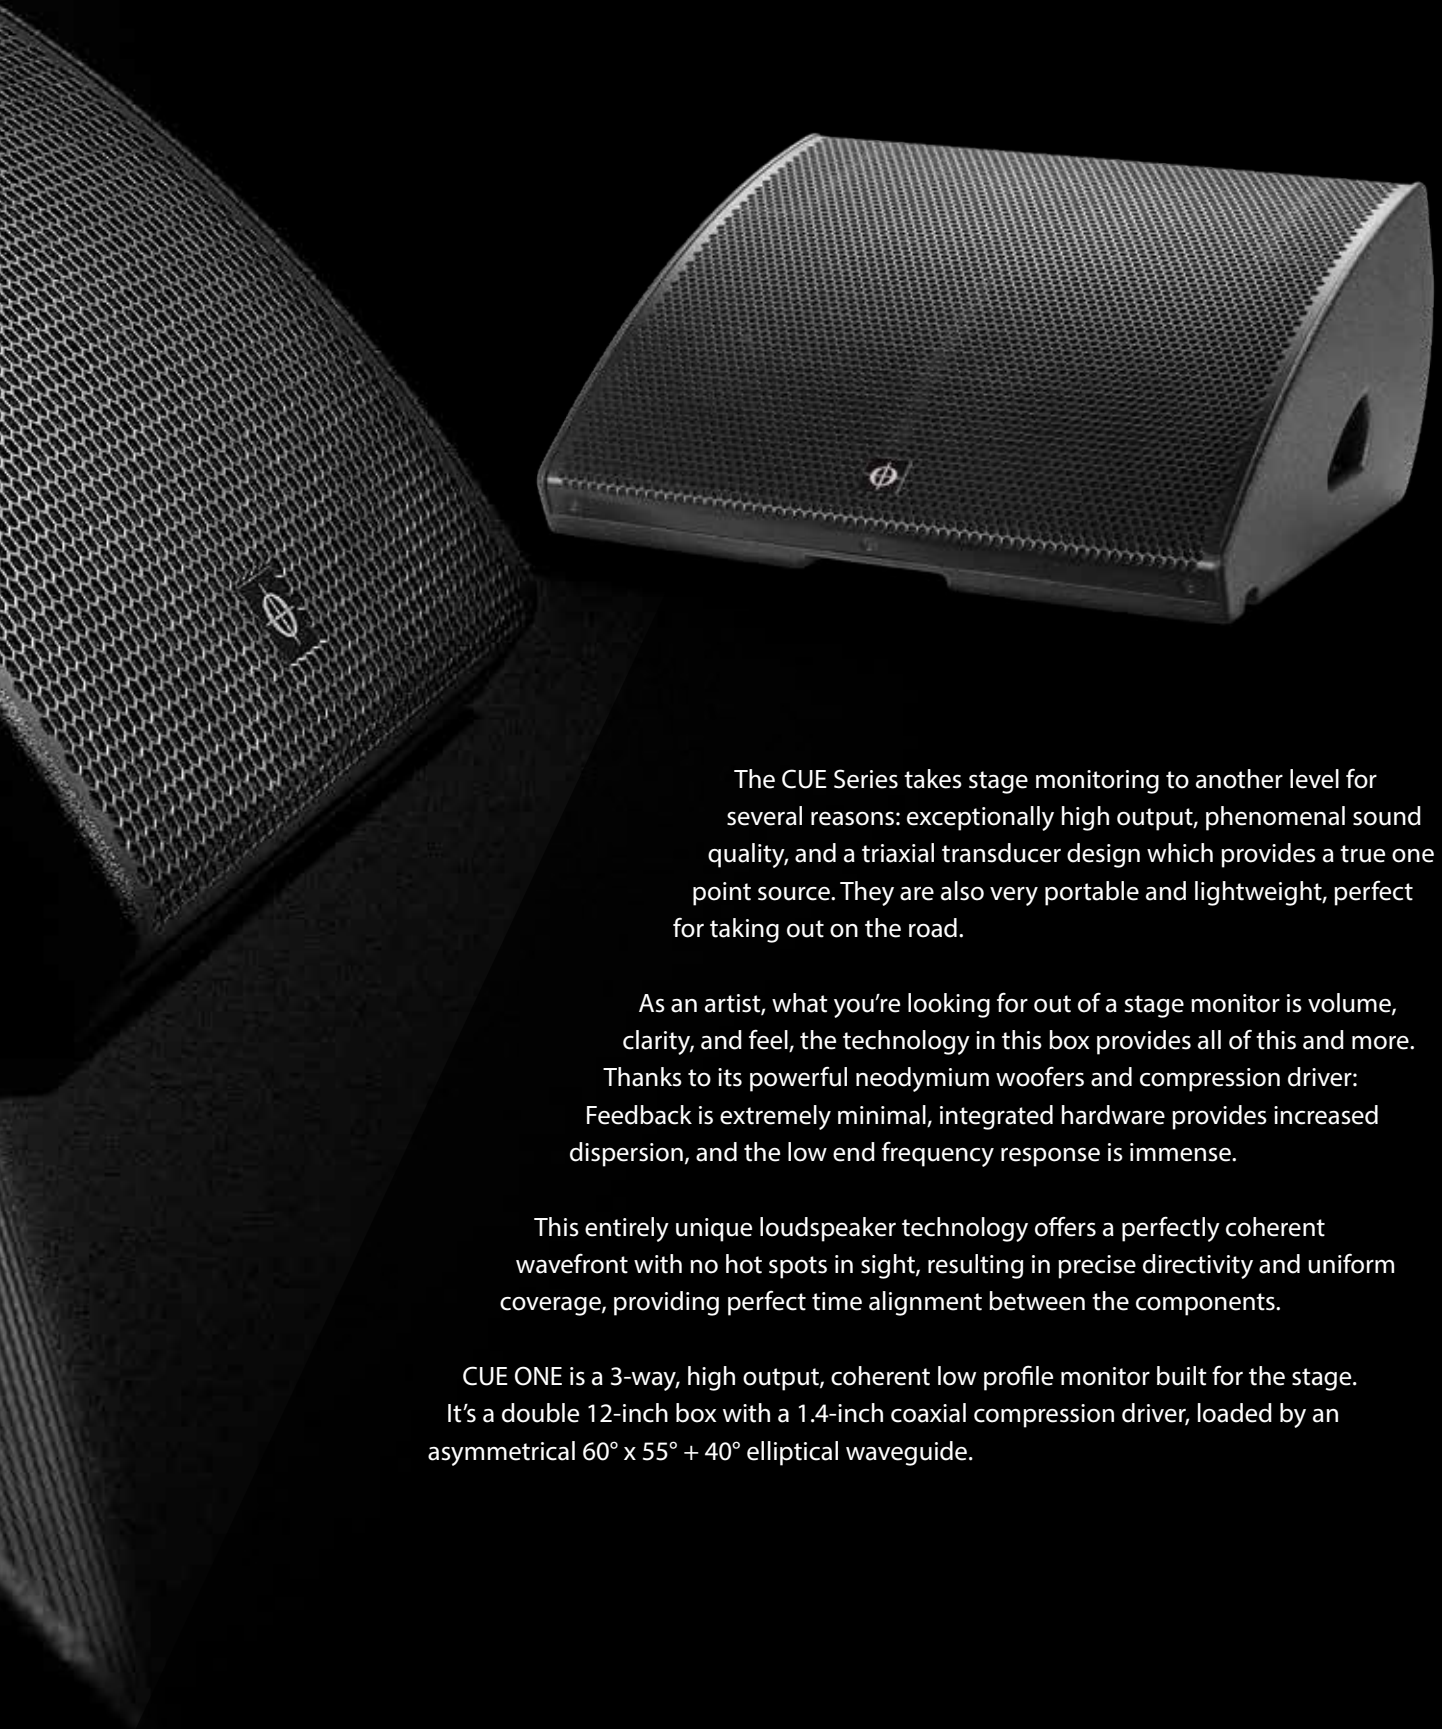 The CUE Series takes stage monitoring to another level for
several reasons: exceptionally high output, phenomenal sound
quality, and a triaxial transducer design which provides a true one
point source. They are also very portable and lightweight, perfect
for taking out on the road.
As an artist, what you’re looking for out of a stage monitor is volume,
clarity, and feel, the technology in this box provides all of this and more.
Thanks to its powerful neodymium woofers and compression driver:
Feedback is extremely minimal, integrated hardware provides increased
dispersion, and the low end frequency response is immense.
This entirely unique loudspeaker technology offers a perfectly coherent
wavefront with no hot spots in sight, resulting in precise directivity and uniform
coverage, providing perfect time alignment between the components.
CUE ONE is a 3-way, high output, coherent low profile monitor built for the stage.
It’s a double 12-inch box with a 1.4-inch coaxial compression driver, loaded by an
asymmetrical 60° x 55° + 40° elliptical waveguide.